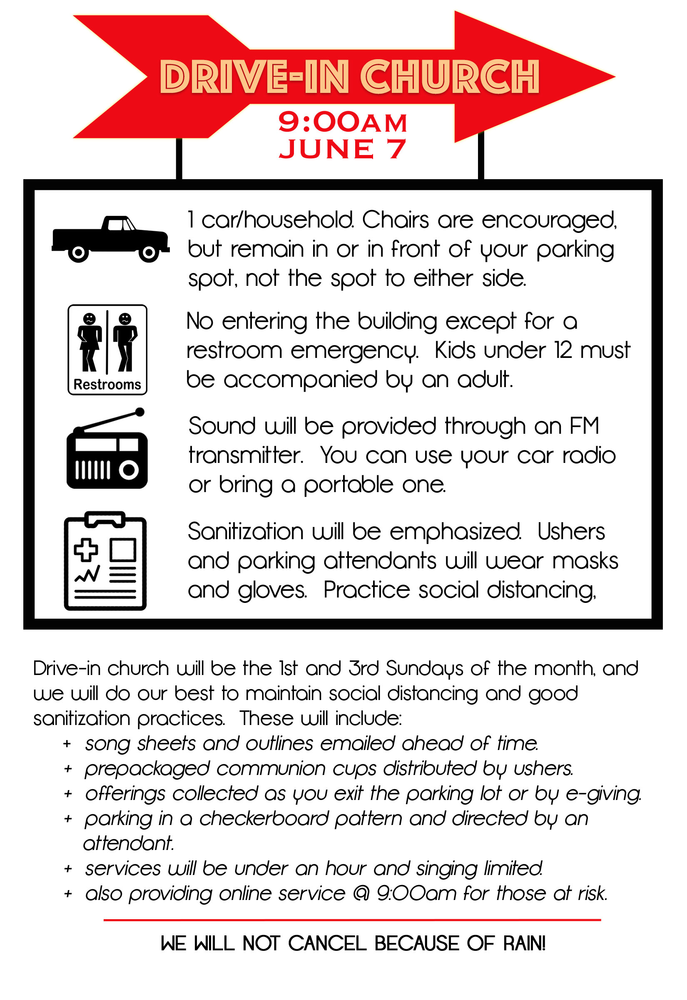 DRIVE-IN CHURCH
9:00AM
JUNE 7
1 car/household. Chairs are encouraged,
but remain in or in front of your parking
spot, not the spot to either side.
Restrooms
No entering the building except for a
restroom emergency.  Kids under 12 must
be accompanied by an adult.
Sound will be provided through an FM
transmitter.  You can use your car radio
or bring a portable one.
Sanitization will be emphasized.  Ushers
and parking attendants will wear masks
and gloves.  Practice social distancing,
Drive-in church will be the 1st and 3rd Sundays of the month, and
we will do our best to maintain social distancing and good
sanitization practices.  These will include:
+ song sheets and outlines emailed ahead of time.
+ prepackaged communion cups distributed by ushers.
+ offerings collected as you exit the parking lot or by e-giving.
+ parking in a checkerboard pattern and directed by an
attendant.
+ services will be under an hour and singing limited.
+ also providing online service @ 9:00am for those at risk.
WE WILL NOT CANCEL BECAUSE OF RAIN!